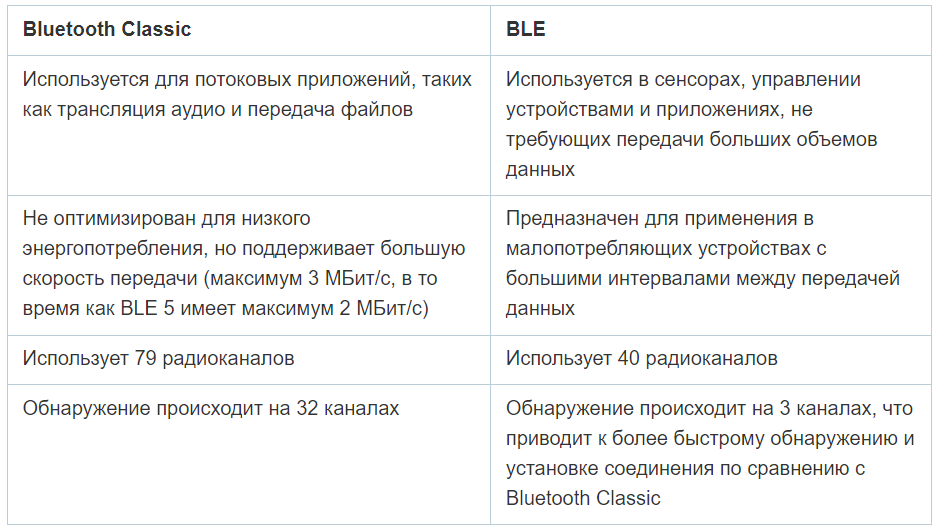 Bluetooth Classic
BLE
Используется для потоковых приложений, таких
как трансляция аудио и передача файлов
Используется в сенсорах, управлении
устройствами и приложениях, не
требующих передачи больших объемов
данных
Не оптимизирован для низкого
энергопотребления, но поддерживает большую
скорость передачи (максимум 3 МБит/с, в то
время как BLE 5 имеет максимум 2 МБит/с)
Предназначен для применения в
малопотребляющих устройствах с
большими интервалами между передачей
данных
Использует 79 радиоканалов
Использует 40 радиоканалов
Обнаружение происходит на 32 каналах
Обнаружение происходит на 3 каналах, что
приводит к более быстрому обнаружению и
установке соединения по сравнению с
Bluetooth Classic